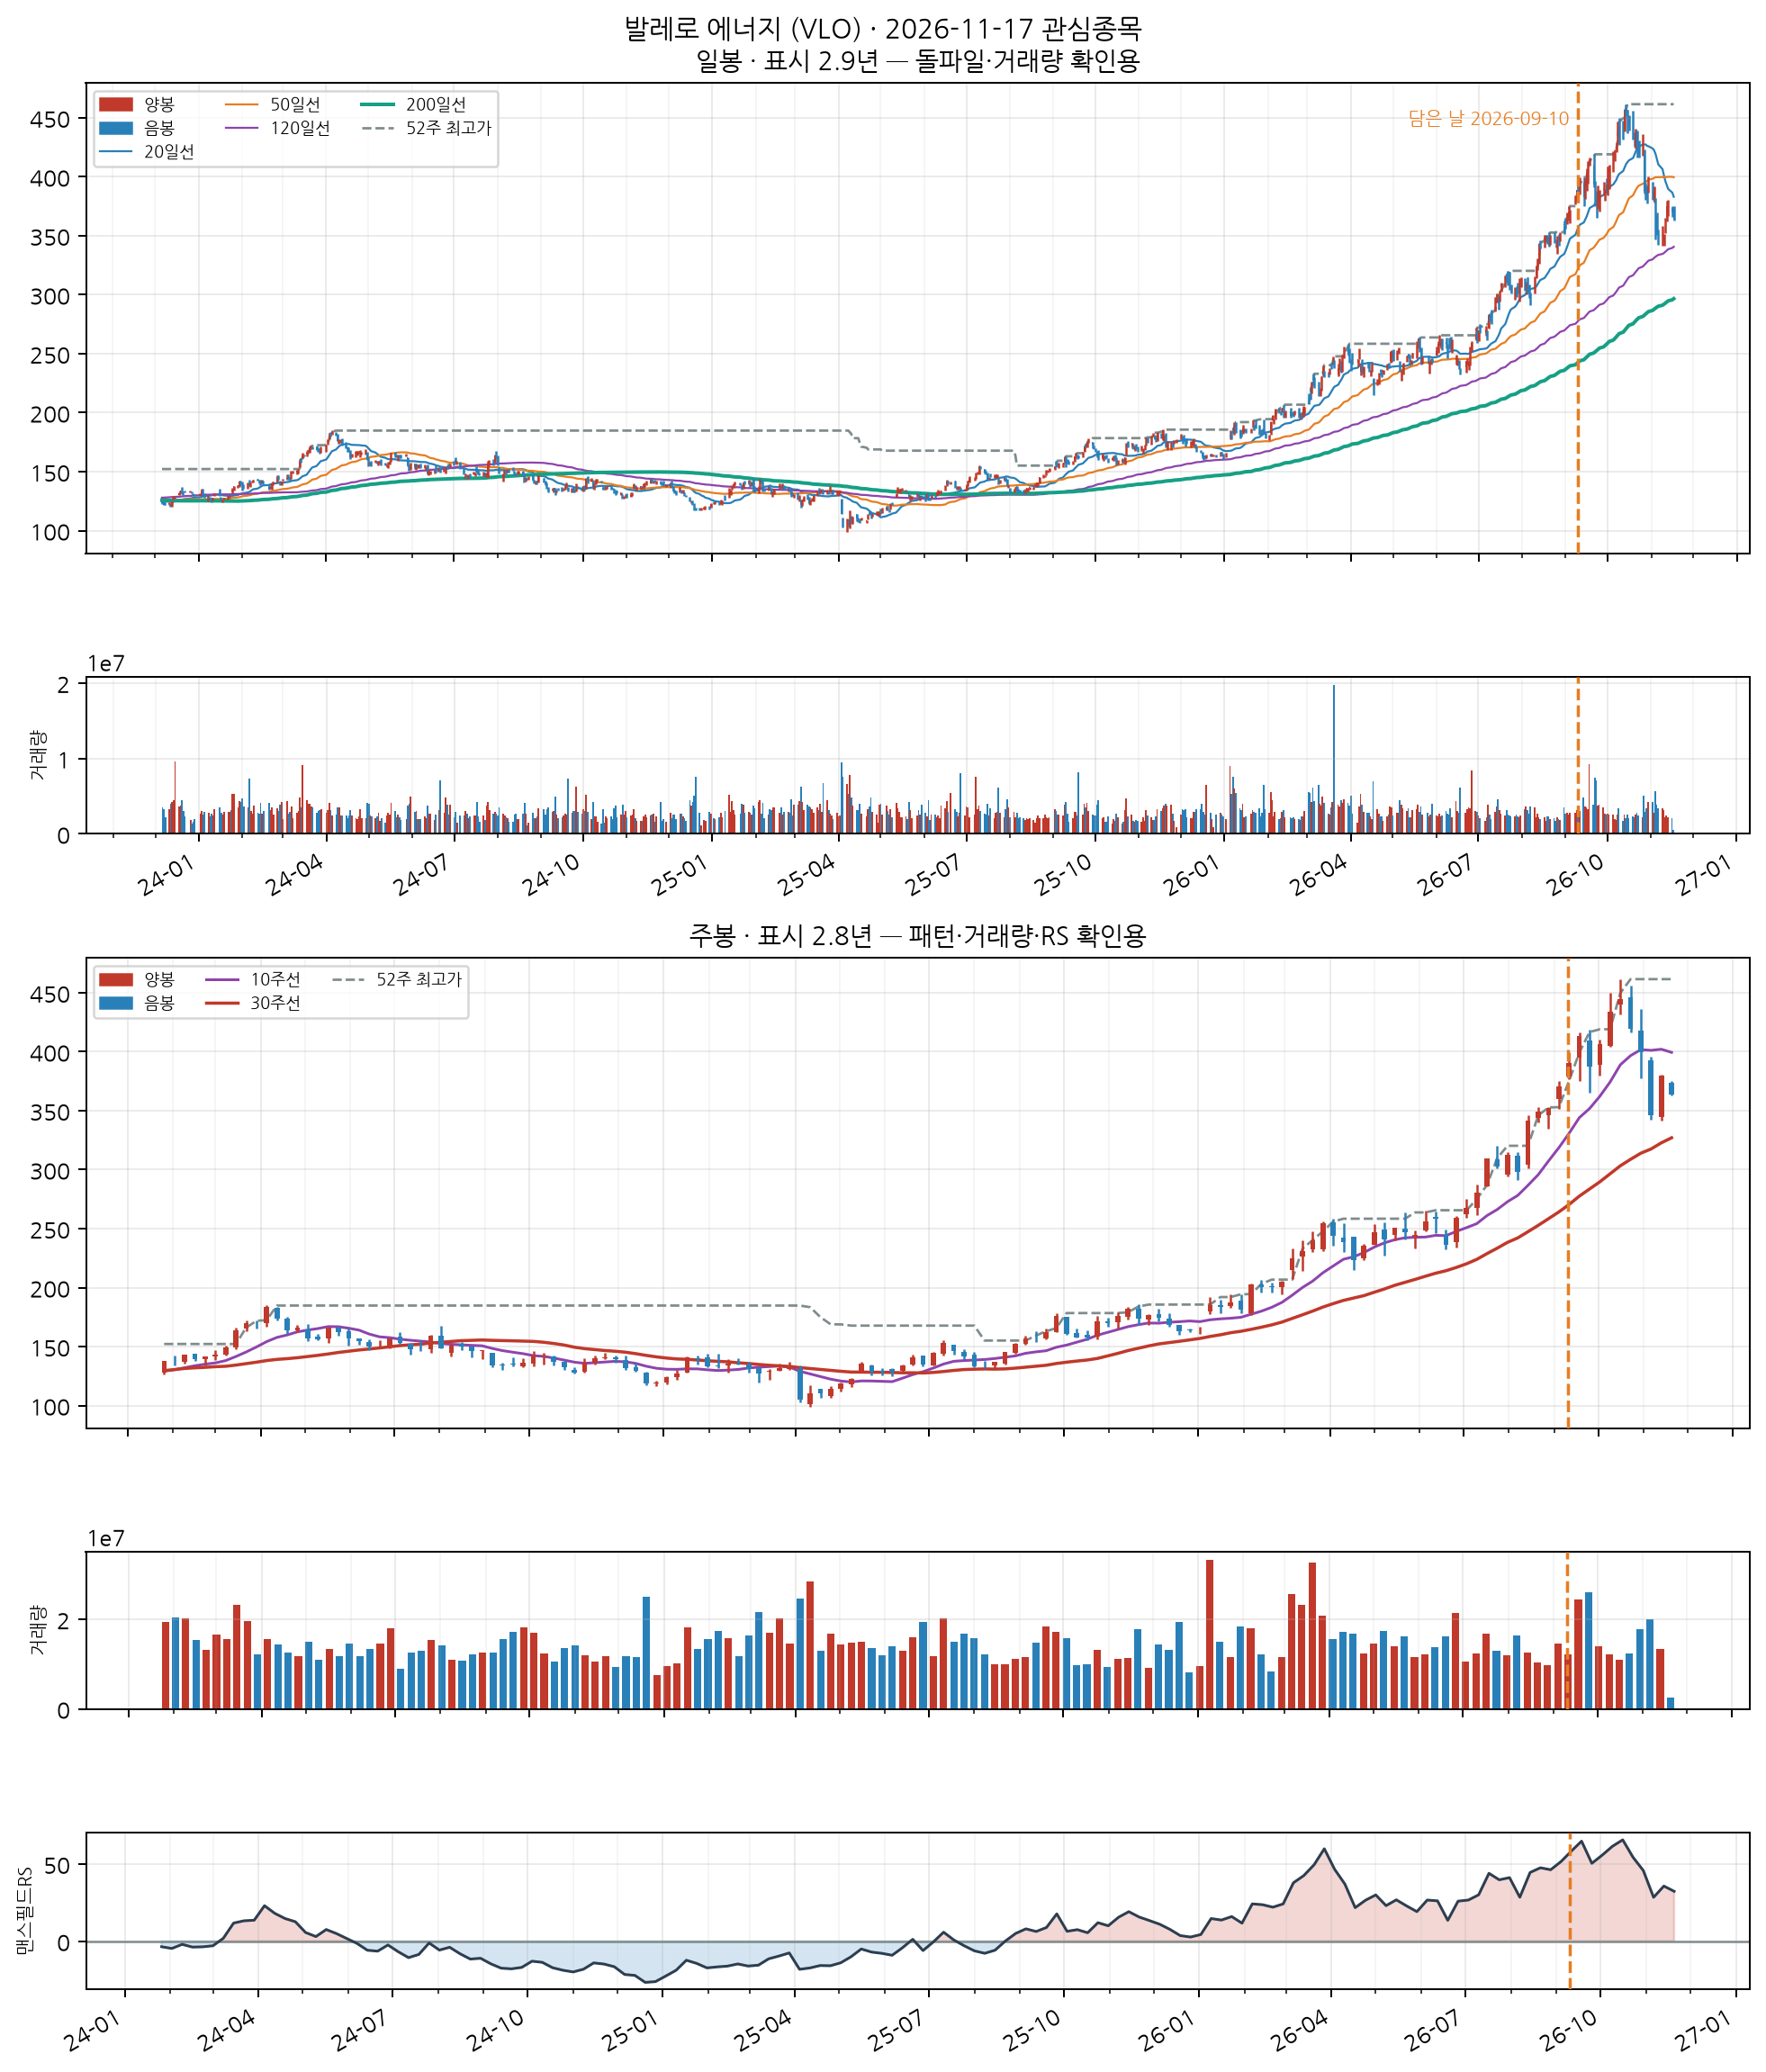 발레로 에너지 (VLO) · 2026-11-17 관심종목
일봉 · 표시 2.9년 — 돌파일·거래량 확인용
양봉
음봉
20일선
50일선
120일선
200일선
52주 최고가
담은 날 2026-09-10
450
400
350
300
250
200
150
100
1e7
2
1
0
거래량
24-01
24-04
24-07
24-10
25-01
25-04
25-07
25-10
26-01
26-04
26-07
26-10
27-01
주봉 · 표시 2.8년 — 패턴·거래량·RS 확인용
양봉
음봉
10주선
30주선
52주 최고가
450
400
350
300
250
200
150
100
1e7
2
0
거래량
50
0
맨스필드RS
24-01
24-04
24-07
24-10
25-01
25-04
25-07
25-10
26-01
26-04
26-07
26-10
27-01